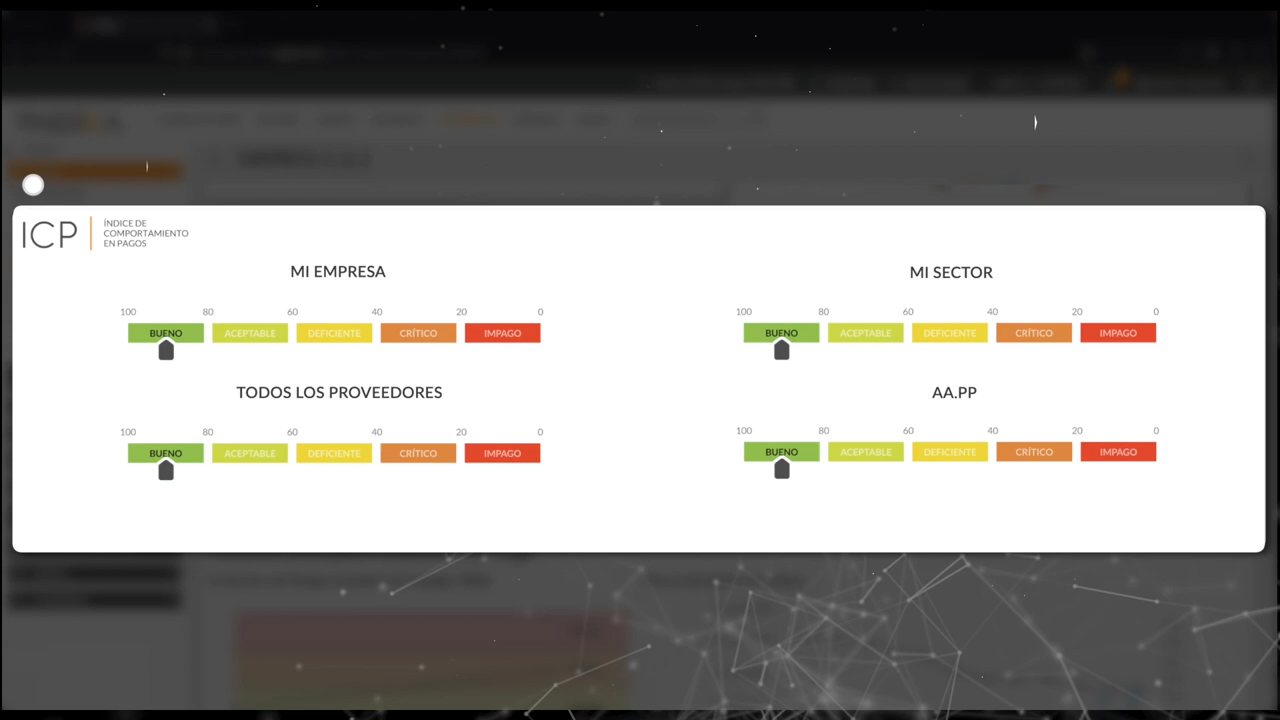 ICP
ÍNDICE DE
COMPORTAMIENTO
EN PAGOS
MI EMPRESA
100 80 60 40 20 0
BUENO ACEPTABLE DEFICIENTE CRÍTICO IMPAGO
MI SECTOR
100 80 60 40 20 0
BUENO ACEPTABLE DEFICIENTE CRÍTICO IMPAGO
TODOS LOS PROVEEDORES
100 80 60 40 20 0
BUENO ACEPTABLE DEFICIENTE CRÍTICO IMPAGO
AA.PP
100 80 60 40 20 0
BUENO ACEPTABLE DEFICIENTE CRÍTICO IMPAGO